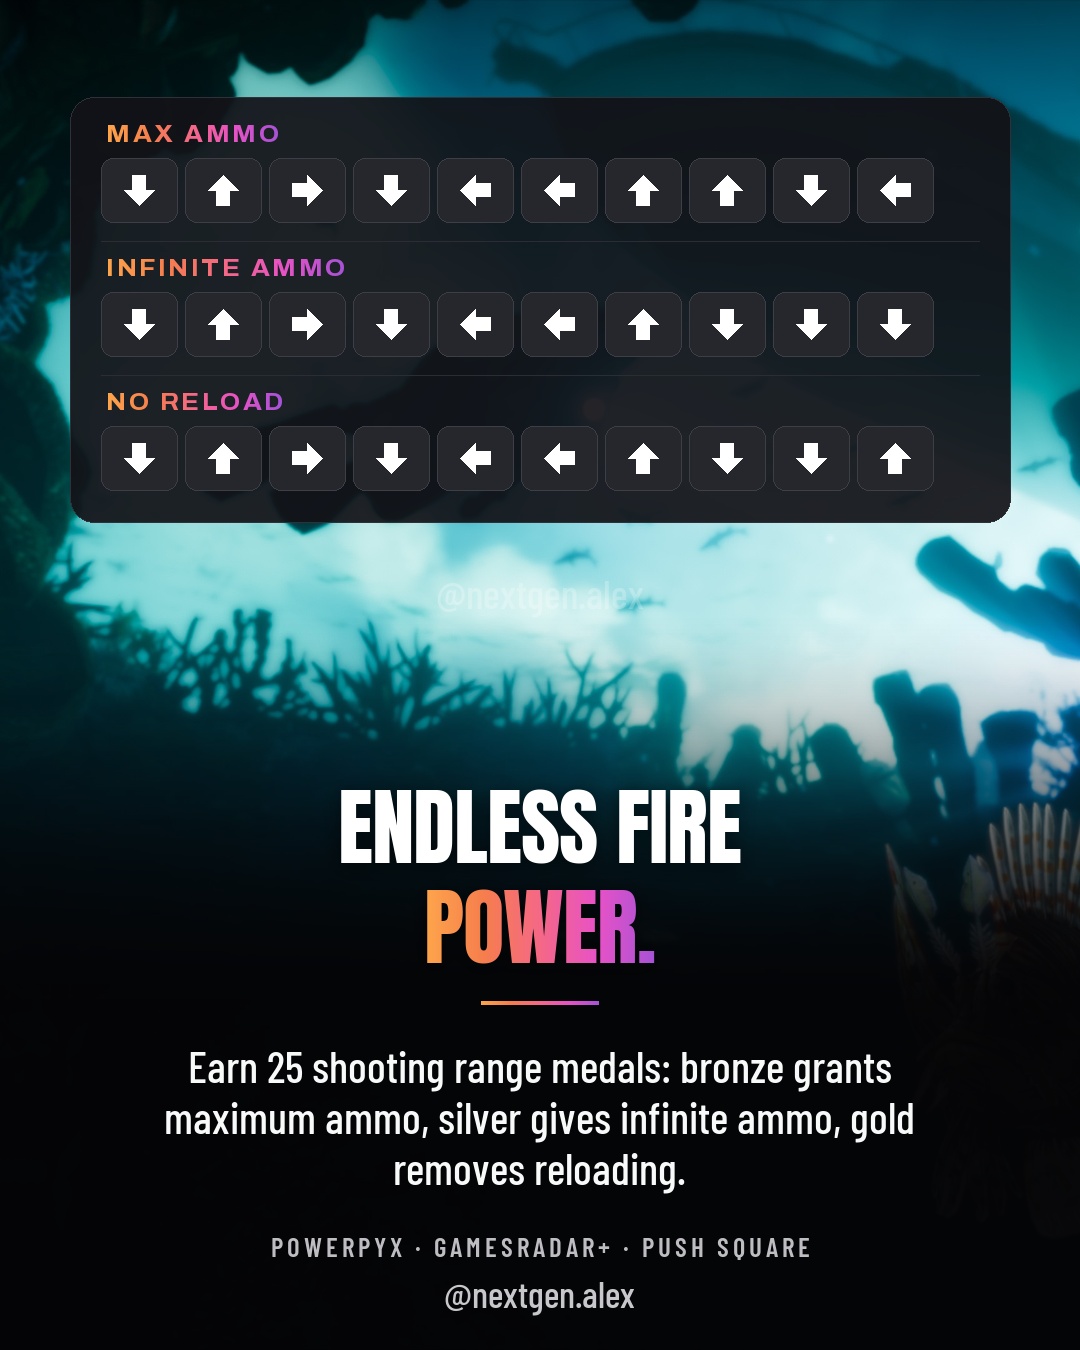 MAX AMMO
⬇ ⬆ ➡ ⬇ ⬅ ⬅ ⬆ ⬆ ⬇ ⬅
INFINITE AMMO
⬇ ⬆ ➡ ⬇ ⬅ ⬅ ⬆ ⬇ ⬇ ⬇
NO RELOAD
⬇ ⬆ ➡ ⬇ ⬅ ⬅ ⬆ ⬇ ⬇ ⬆
@nextgen.alex
ENDLESS FIRE
POWER.
Earn 25 shooting range medals: bronze grants
maximum ammo, silver gives infinite ammo, gold
removes reloading.
POWERPYX · GAMESRADAR+ · PUSH SQUARE
@nextgen.alex